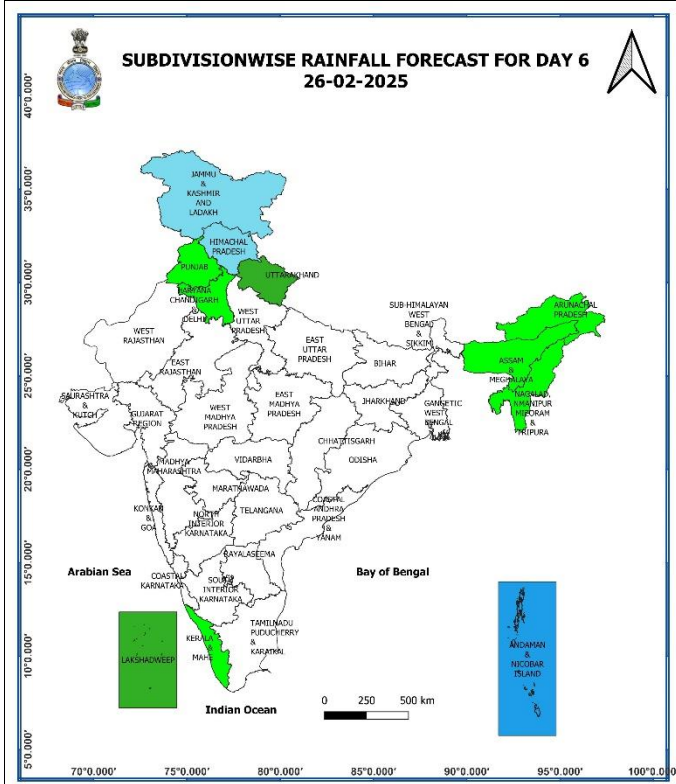 SUBDIVISIONWISE RAINFALL FORECAST FOR DAY 6
26-02-2025
40°0.000'
35°0.000'
30°0.000'
25°0.000'
20°0.000'
15°0.000'
10°0.000'
5°0.000'
JAMMU
&
KASHMIR
AND
LADAKH
HIMACHAL
PRADESH
PUNJAB
UTTARAKHAND
HARYANA
CHANDIGARH
&
DELHI
WEST
UTTAR
PRADESH
WEST
RAJASTHAN
EAST
RAJASTHAN
EAST
UTTAR
PRADESH
SUB-HIMALAYAN
WEST
BENGAL
&
SIKKIM
ARUNACHAL
PRADESH
ASSAM
&
MEGHALAYA
NAGALAD,
NMANIPUR
MIZORAM
&
TRIPURA
BIHAR
JHARKHAND
GANGETIC
WEST
BENGAL
SAURASHTRA
&
KUTCH
GUJARAT
REGION
WEST
MADHYA
PRADESH
EAST
MADHYA
PRADESH
CHHATTISGARH
ODISHA
MADHYA
MAHARSHTRA
VIDARBHA
MARATHAWADA
KONKAN
&
GOA
NORTH
INTERIOR
KARNATAKA
TELANGANA
COASTAL
ANDHRA
PRADESH
&
YANAM
RAYALASEEMA
COASTAL
KARNATAKA
SOUTH
INTERIOR
KARNATAKA
TAMILNADU
PUDUCHERRY
&
KARAIKAL
KERALA
&
MAHE
LAKSHADWEEP
ANDAMAN
&
NICOBAR
ISLAND
Arabian Sea
Bay of Bengal
Indian Ocean
0 250 500 km
70°0.000' 75°0.000' 80°0.000' 85°0.000' 90°0.000' 95°0.000' 100°0.000'